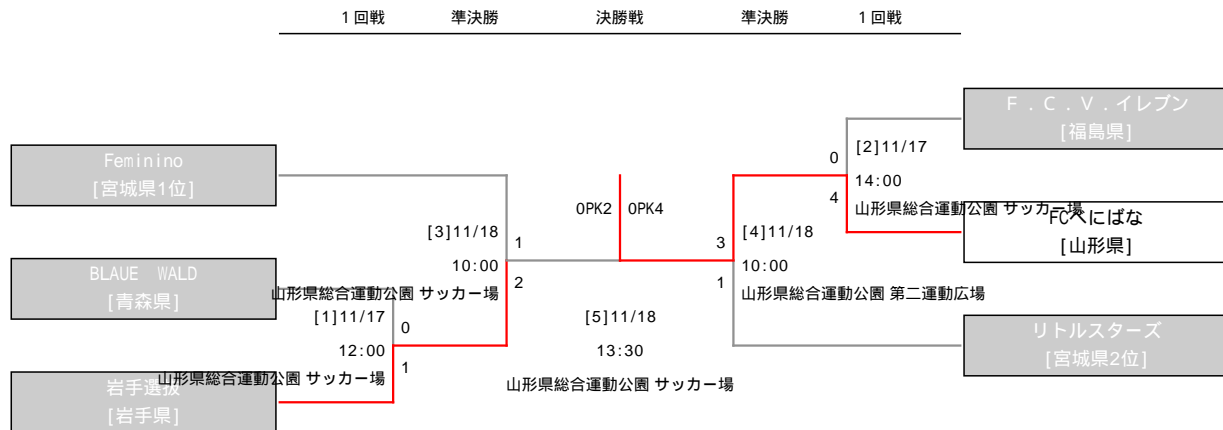 1回戦 準決勝 決勝戦 準決勝 1回戦
F．C．V．イレブン
[福島県]
Feminino
[宮城県1位]
0
[2]11/17
14:00
4
山形県総合運動公園 サッカー場
FCべにばな
[山形県]
0PK2
0PK4
[3]11/18
1
10:00
2
山形県総合運動公園 サッカー場
3
[4]11/18
10:00
1
山形県総合運動公園 第二運動広場
BLAUE　WALD
[青森県]
[1]11/17
0
12:00
1
山形県総合運動公園 サッカー場
[5]11/18
13:30
山形県総合運動公園 サッカー場
リトルスターズ
[宮城県2位]
岩手選抜
[岩手県]